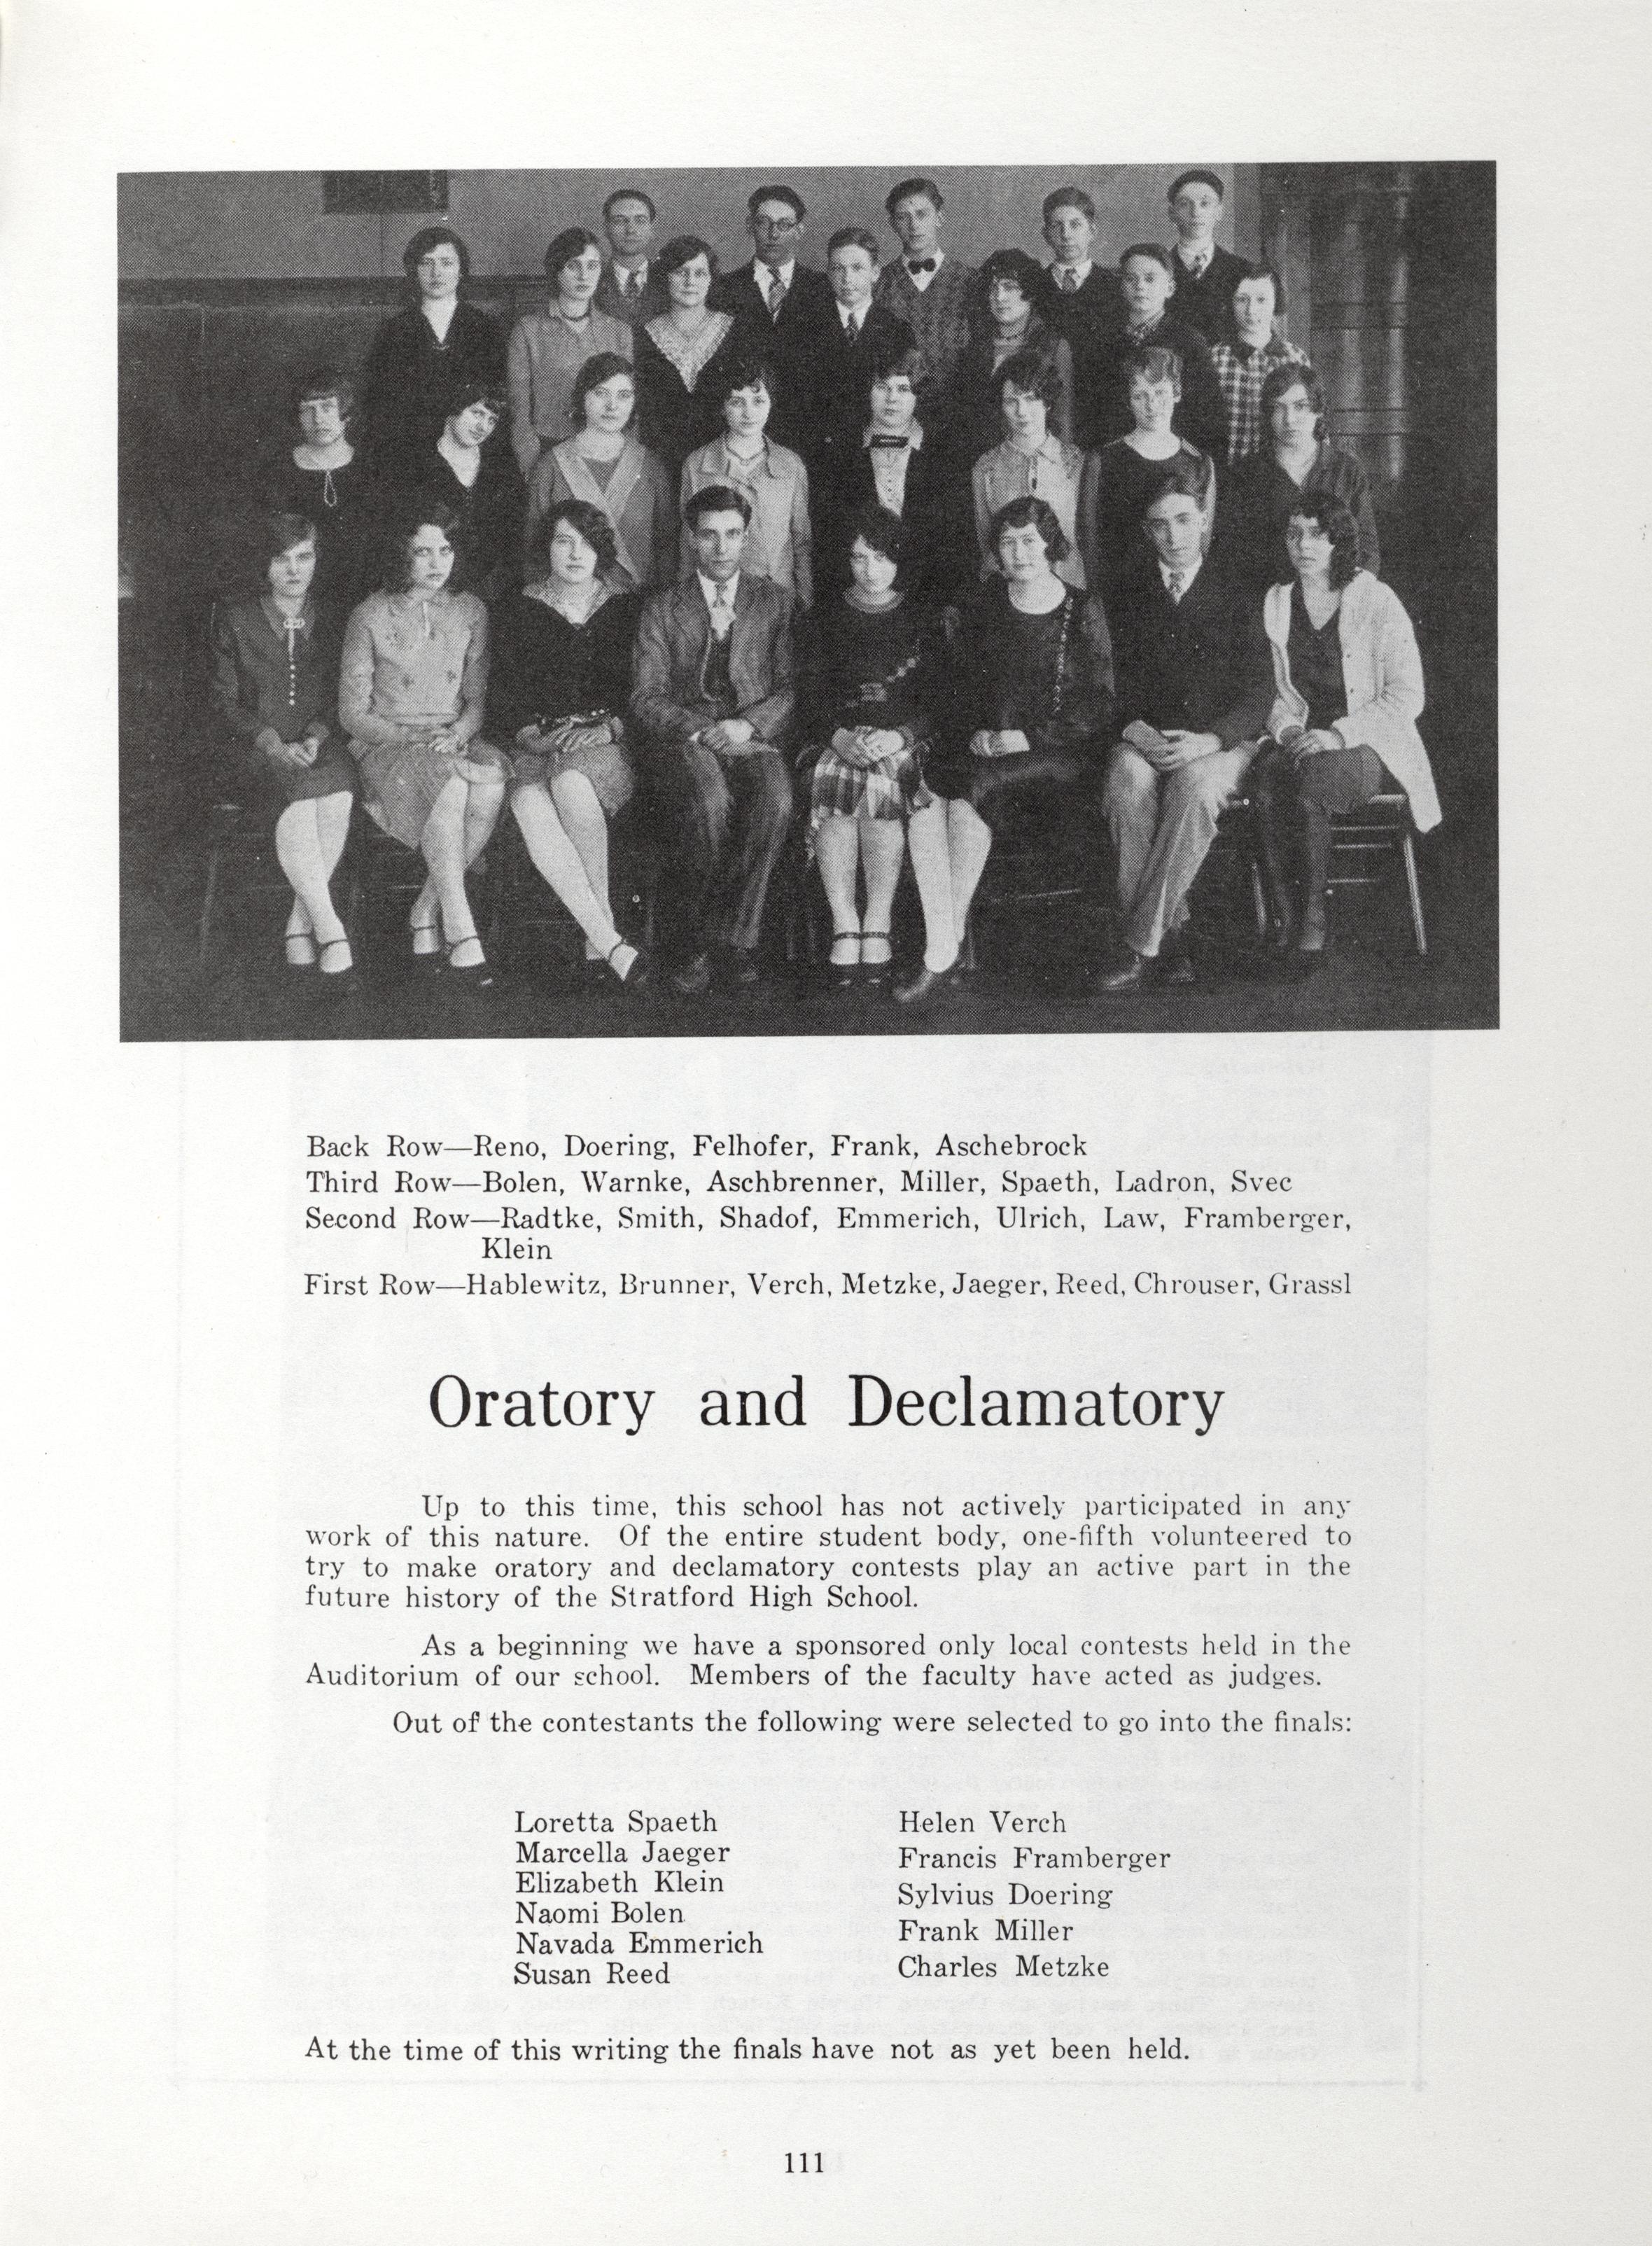 Back Row—Reno, Doering, Felhofer, Frank, Aschebrock
Third Row—Bolen, Warnke, Aschbrenner, Miller, Spaeth, Ladron, Svec
Second Row—Radtke, Smith, Shadof, Emmerich, Ulrich, Law, Framberger,
Klein
First Row—Hablewitz, Brunner, Verch, Metzke, Jaeger, Reed, Chrouser, Grassl
Oratory and Declamatory
Up to this time, this school has not actively participated in any
work of this nature. Of the entire student body, one-fifth volunteered to
try to make oratory and declamatory contests play an active part in the
future history of the Stratford High School.
As a beginning we have a sponsored only local contests held in the
Auditorium of our school. Members of the faculty have acted as judges.
Out of the contestants the following were selected to go into the finals:
Loretta Spaeth
Marcella Jaeger
Elizabeth Klein
Naomi Bolen
Navada Emmerich
Susan Reed
Helen Verch
Francis Framberger
Sylvius Doering
Frank Miller
Charles Metzke
At the time of this writing the finals have not as yet been held.
111